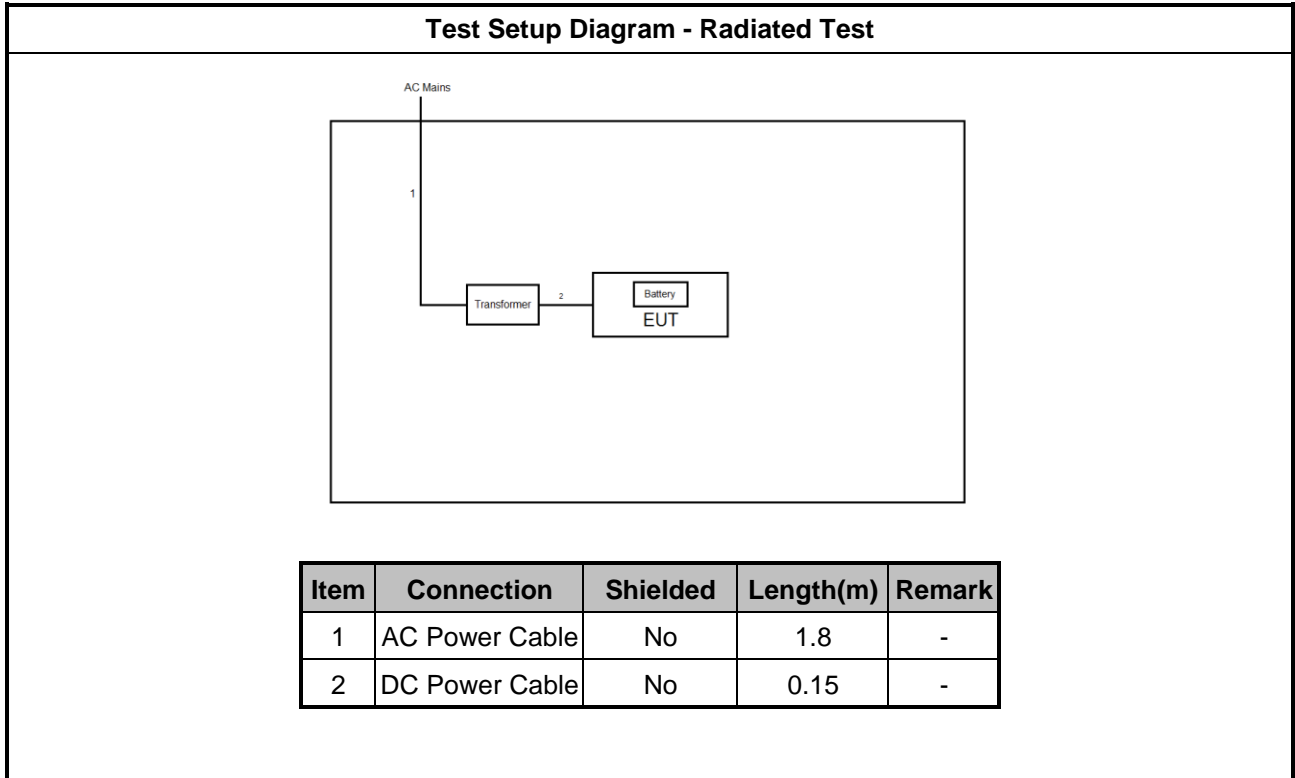 Test Setup Diagram - Radiated Test
AC Mains
1
Transformer
2
Battery
EUT
Item Connection Shielded Length(m) Remark
1 AC Power Cable No 1.8 -
2 DC Power Cable No 0.15 -